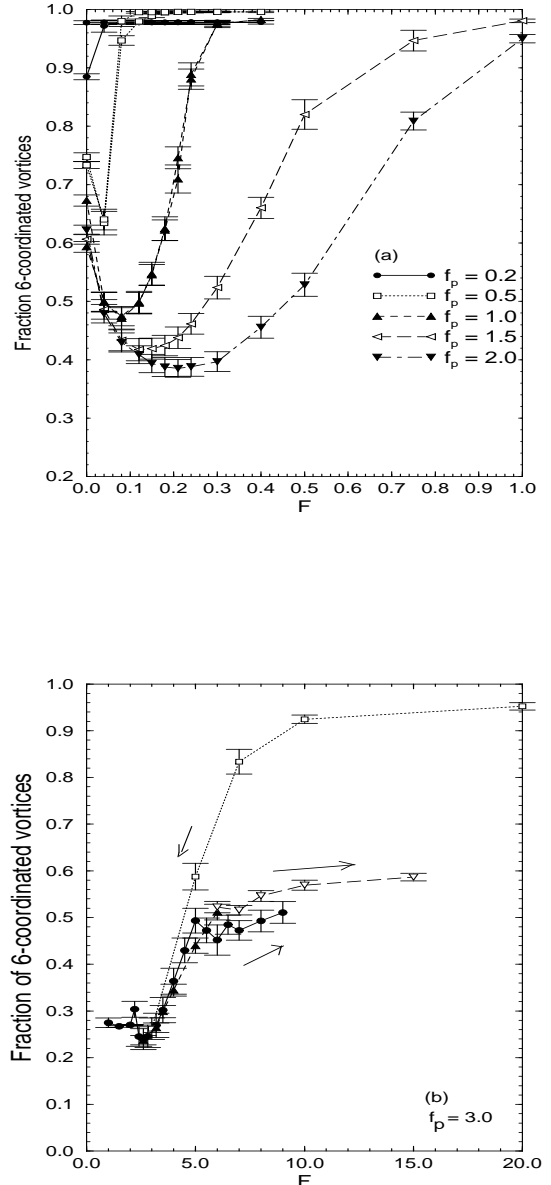 1.0
0.9
0.8
0.7
0.6
0.5
0.4
0.3
0.2
Fraction 6-coordinated vortices
(a)
f_p = 0.2
f_p = 0.5
f_p = 1.0
f_p = 1.5
f_p = 2.0
0.0 0.1 0.2 0.3 0.4 0.5 0.6 0.7 0.8 0.9 1.0
F
1.0
0.9
0.8
0.7
0.6
0.5
0.4
0.3
0.2
0.1
0.0
Fraction of 6-coordinated vortices
(b)
f_p = 3.0
0.0 5.0 10.0 15.0 20.0
F